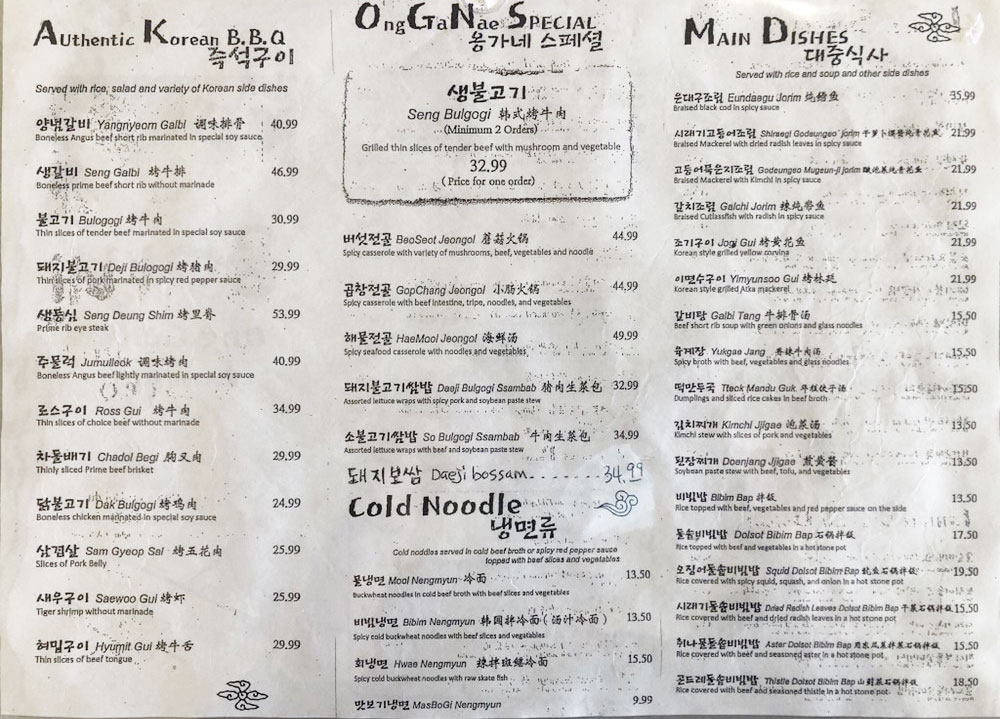 Authentic Korean B.B.Q
즉석구이
Served with rice, salad and variety of Korean side dishes
양념갈비 Yangnyeom Galbi 调味排骨 40.99
Boneless Angus beef short rib marinated in special soy sauce
생갈비 Seng Galbi 烤牛排 46.99
Boneless prime beef short rib without marinade
불고기 Bulogogi 烤牛肉 30.99
Thin slices of tender beef marinated in special soy sauce
돼지불고기 Deji Bulogogi 烤猪肉 29.99
Thin slices of pork marinated in spicy red pepper sauce
생등심 Seng Deung Shim 烤里脊 53.99
Prime rib eye steak
주물럭 Jumulleok 调味烤肉 40.99
Boneless Angus beef lightly marinated in special soy sauce
로스구이 Ross Gui 烤牛肉 34.99
Thin slices of choice beef without marinade
차돌배기 Chadol Begi 胸叉肉 29.99
Thinly sliced Prime beef brisket
닭불고기 Dak Bulgogi 烤鸡肉 24.99
Boneless chicken marinated in special soy sauce
삼겹살 Sam Gyeop Sal 烤五花肉 25.99
Slices of Pork Belly
새우구이 Saewoo Gui 烤虾 25.99
Tiger shrimp without marinade
혀밑구이 Hyumit Gui 烤牛舌 29.99
Thin slices of beef tongue
OngGaNae Special
옹가네 스페셜
생불고기
Seng Bulgogi 韩式烤牛肉
(Minimum 2 Orders)
Grilled thin slices of tender beef with mushroom and vegetable
32.99
( Price for one order)
버섯전골 BeoSeot Jeongol 蘑菇火锅 44.99
Spicy casserole with variety of mushrooms, beef, vegetables and noodle
곱창전골 GopChang Jeongol 小肠火锅 44.99
Spicy casserole with beef intestine, tripe, noodles, and vegetables
해물전골 HaeMool Jeongol 海鲜汤 49.99
Spicy seafood casserole with noodles and vegetables
돼지불고기쌈밥 Daeji Bulgogi Ssambab 猪肉生菜包 32.99
Assorted lettuce wraps with spicy pork and soybean paste stew
소불고기쌈밥 So Bulgogi Ssambab 牛肉生菜包 34.99
Assorted lettuce wraps with beef and soybean paste stew
돼지보쌈 Daeji bossam........34.99
Cold Noodle
냉면류
Cold noddles served in cold beef broth or spicy red pepper sauce
topped with beef slices and vegetables
물냉면 Mool Nengmyun 冷面 13.50
Buckwheat noodles in cold beef broth with beef slices and vegetables
비빔냉면 Bibim Nengmyun 韩国拌冷面(汤汁冷面) 13.50
Spicy cold buckwheat noodles with beef slices and vegetables
회냉면 Hwae Nengmyun 辣拌斑鳐冷面 15.50
Spicy cold buckwheat noodles with raw skate fish
맛보기냉면 MasBoGi Nengmyun 9.99
Main Dishes
대중식사
Served with rice and soup and other side dishes
은대구조림 Eundaegu Jorim 炖鳕鱼 35.99
Braised black cod in spicy sauce
시래기고등어조림 Shiraegi Godeungeo jorim 21.99
Braised Mackerel with dried radish leaves in spicy sauce
고등어묵은지조림 Godeungeo Mugeun-ji jorim 酸泡菜炖青花鱼 21.99
Braised Mackerel with Kimchi in spicy sauce
갈치조림 Galchi Jorim 辣炖带鱼 21.99
Braised Cutlassfish with radish in spicy sauce
조기구이 Jogi Gui 烤黄花鱼 21.99
Korean style grilled yellow corvina
이면수구이 Yimyunsoo Gui 烤林延 21.99
Korean style grilled Atka mackerel
갈비탕 Galbi Tang 牛排骨汤 15.50
Beef short rib soup with green onions and glass noodles
육계장 Yukgae Jang 香辣牛肉汤 15.50
Spicy broth with beef, vegetables and glass noodles
떡만두국 Tteok Mandu Guk 年糕饺子汤 15.50
Dumplings and sliced rice cakes in beef broth
김치찌개 Kimchi Jjigae 泡菜汤 13.50
Kimchi stew with slices of pork and vegetables
된장찌개 Doenjang Jjigae 煎黄酱 13.50
Soybean paste stew with beef, tofu, and vegetables
비빔밥 Bibim Bap 拌饭 13.50
Rice topped with beef, vegetables and red pepper sauce on the side
돌솥비빔밥 Dolsot Bibim Bap 石锅拌饭 17.50
Rice topped with beef and vegetables in a hot stone pot
오징어돌솥비빔밥 Squid Dolsot Bibim Bap 鱿鱼石锅拌饭 19.50
Rice covered with spicy squid, squash, and onion in a hot stone pot
시래기돌솥비빔밥 Dried Redish Leaves Dolsot Bibim Bap 干菜石锅拌饭 15.50
Rice covered with beef and dried radish leaves in a hot stone pot
취나물돌솥비빔밥 Aster Dolsot Bibim Bap 15.50
Rice covered with beef and seasoned aster in a hot stone pot
곤드레돌솥비빔밥 Thistle Dolsot Bibim Bap 山蓟菜石锅拌饭 18.50
Rice covered with beef and seasoned thistle in a hot stone pot